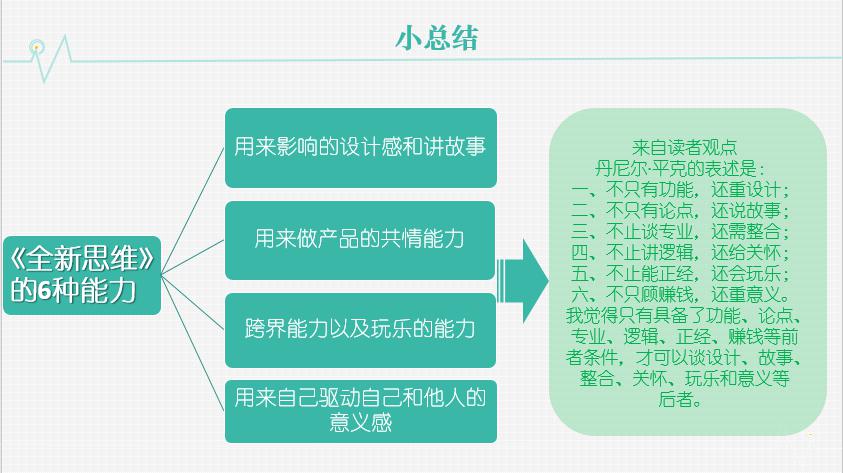 小总结
《全新思维》
的6种能力
用来影响的设计感和讲故事
用来做产品的共情能力
跨界能力以及玩乐的能力
用来自己驱动自己和他人的
意义感
来自读者观点
丹尼尔·平克的表述是：
一、不只有功能，还重设计；
二、不只有论点，还说故事；
三、不止谈专业，还需整合；
四、不止讲逻辑，还给关怀；
五、不止能正经，还会玩乐；
六、不只顾赚钱，还重意义。
我觉得只有具备了功能、论点、
专业、逻辑、正经、赚钱等前
者条件，才可以谈设计、故事、
整合、关怀、玩乐和意义等
后者。